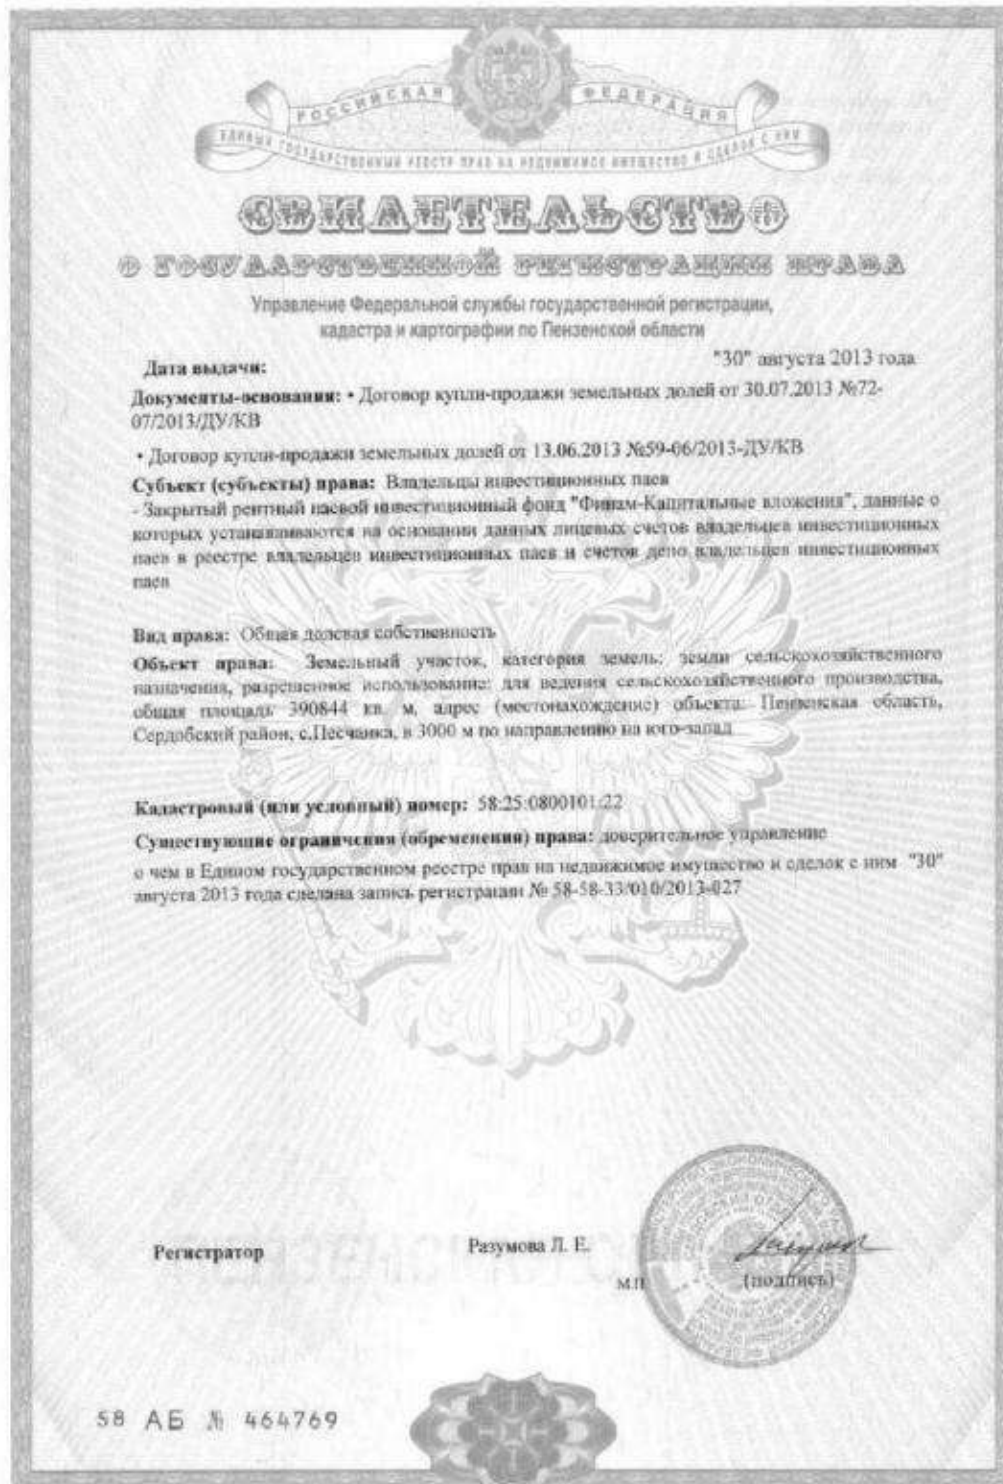 РОССИЙСКАЯ ФЕДЕРАЦИЯ
ЕДИНЫЙ ГОСУДАРСТВЕННЫЙ РЕЕСТР ПРАВ НА НЕДВИЖИМОЕ ИМУЩЕСТВО И СДЕЛОК С НИМ
СВИДЕТЕЛЬСТВО
О ГОСУДАРСТВЕННОЙ РЕГИСТРАЦИИ ПРАВА
Управление Федеральной службы государственной регистрации,
кадастра и картографии по Пензенской области
Дата выдачи: "30" августа 2013 года
Документы-основания: • Договор купли-продажи земельных долей от 30.07.2013 №72-
07/2013/ДУ/КВ
• Договор купли-продажи земельных долей от 13.06.2013 №59-06/2013-ДУ/КВ
Субъект (субъекты) права: Владельцы инвестиционных паев
- Закрытый рентный паевой инвестиционный фонд "Финам-Капитальные вложения", данные о
которых устанавливаются на основании данных лицевых счетов владельцев инвестиционных
паев в реестре владельцев инвестиционных паев и счетов депо владельцев инвестиционных
паев
Вид права: Общая долевая собственность
Объект права: Земельный участок, категория земель: земли сельскохозяйственного
назначения, разрешенное использование: для ведения сельскохозяйственного производства,
общая площадь 390844 кв. м, адрес (местонахождение) объекта: Пензенская область,
Сердобский район, с.Песчанка, в 3000 м по направлению на юго-запад
Кадастровый (или условный) номер: 58:25:0800101:22
Существующие ограничения (обременения) права: доверительное управление
о чем в Едином государственном реестре прав на недвижимое имущество и сделок с ним "30"
августа 2013 года сделана запись регистрации № 58-58-33/010/2013-027
Регистратор Разумова Л. Е.
М.П. (подпись)
58 АБ № 464769